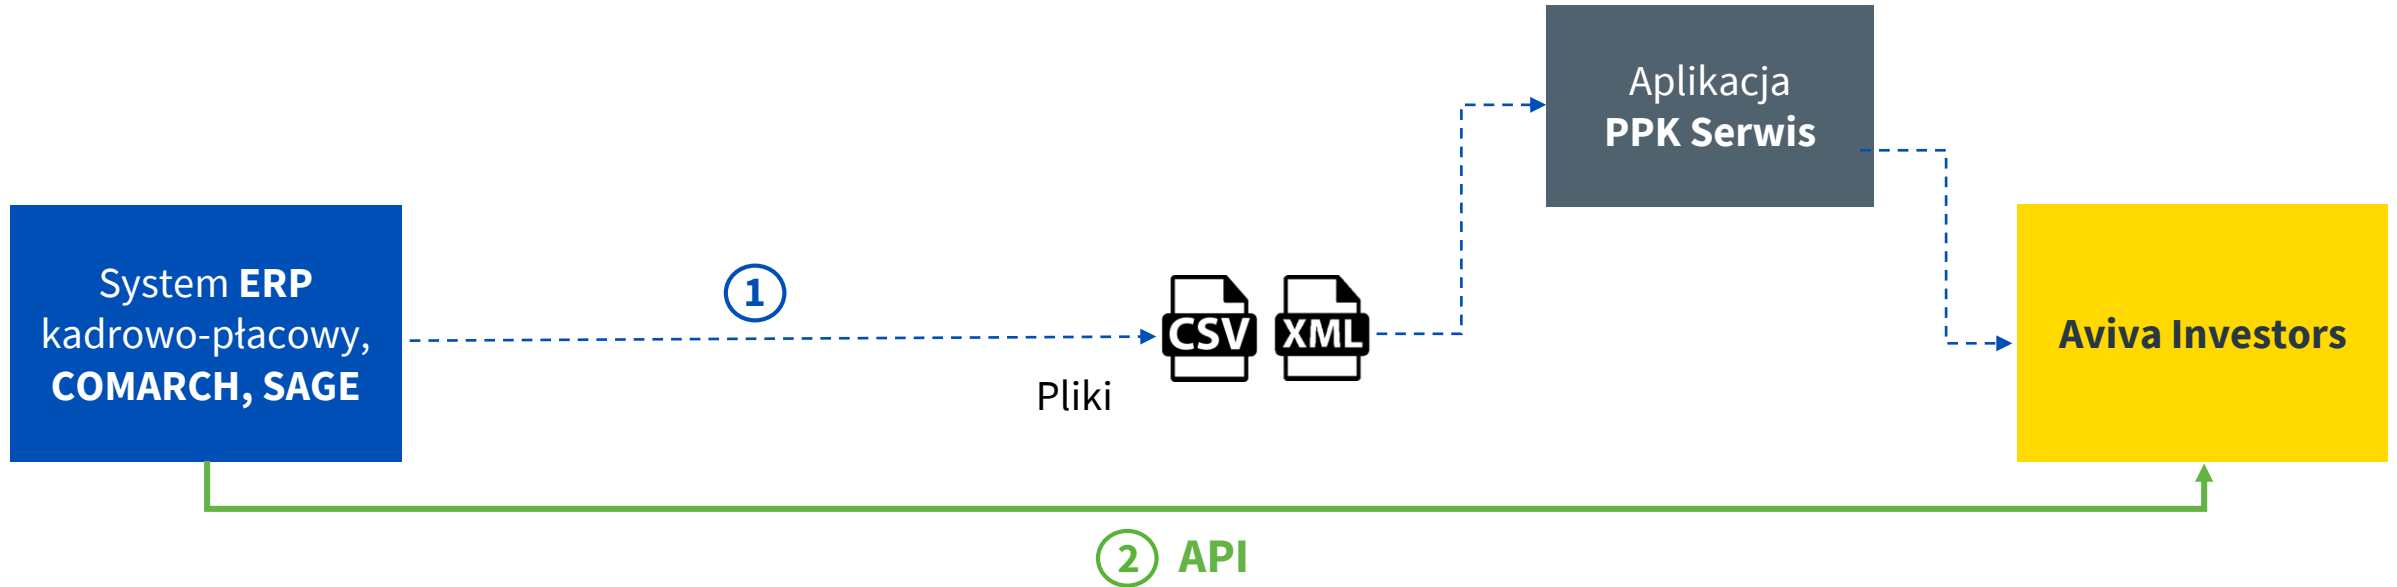 Aplikacja
PPK Serwis
System ERP
kadrowo-płacowy,
COMARCH, SAGE
1
CSV
XML
Pliki
Aviva Investors
2 API